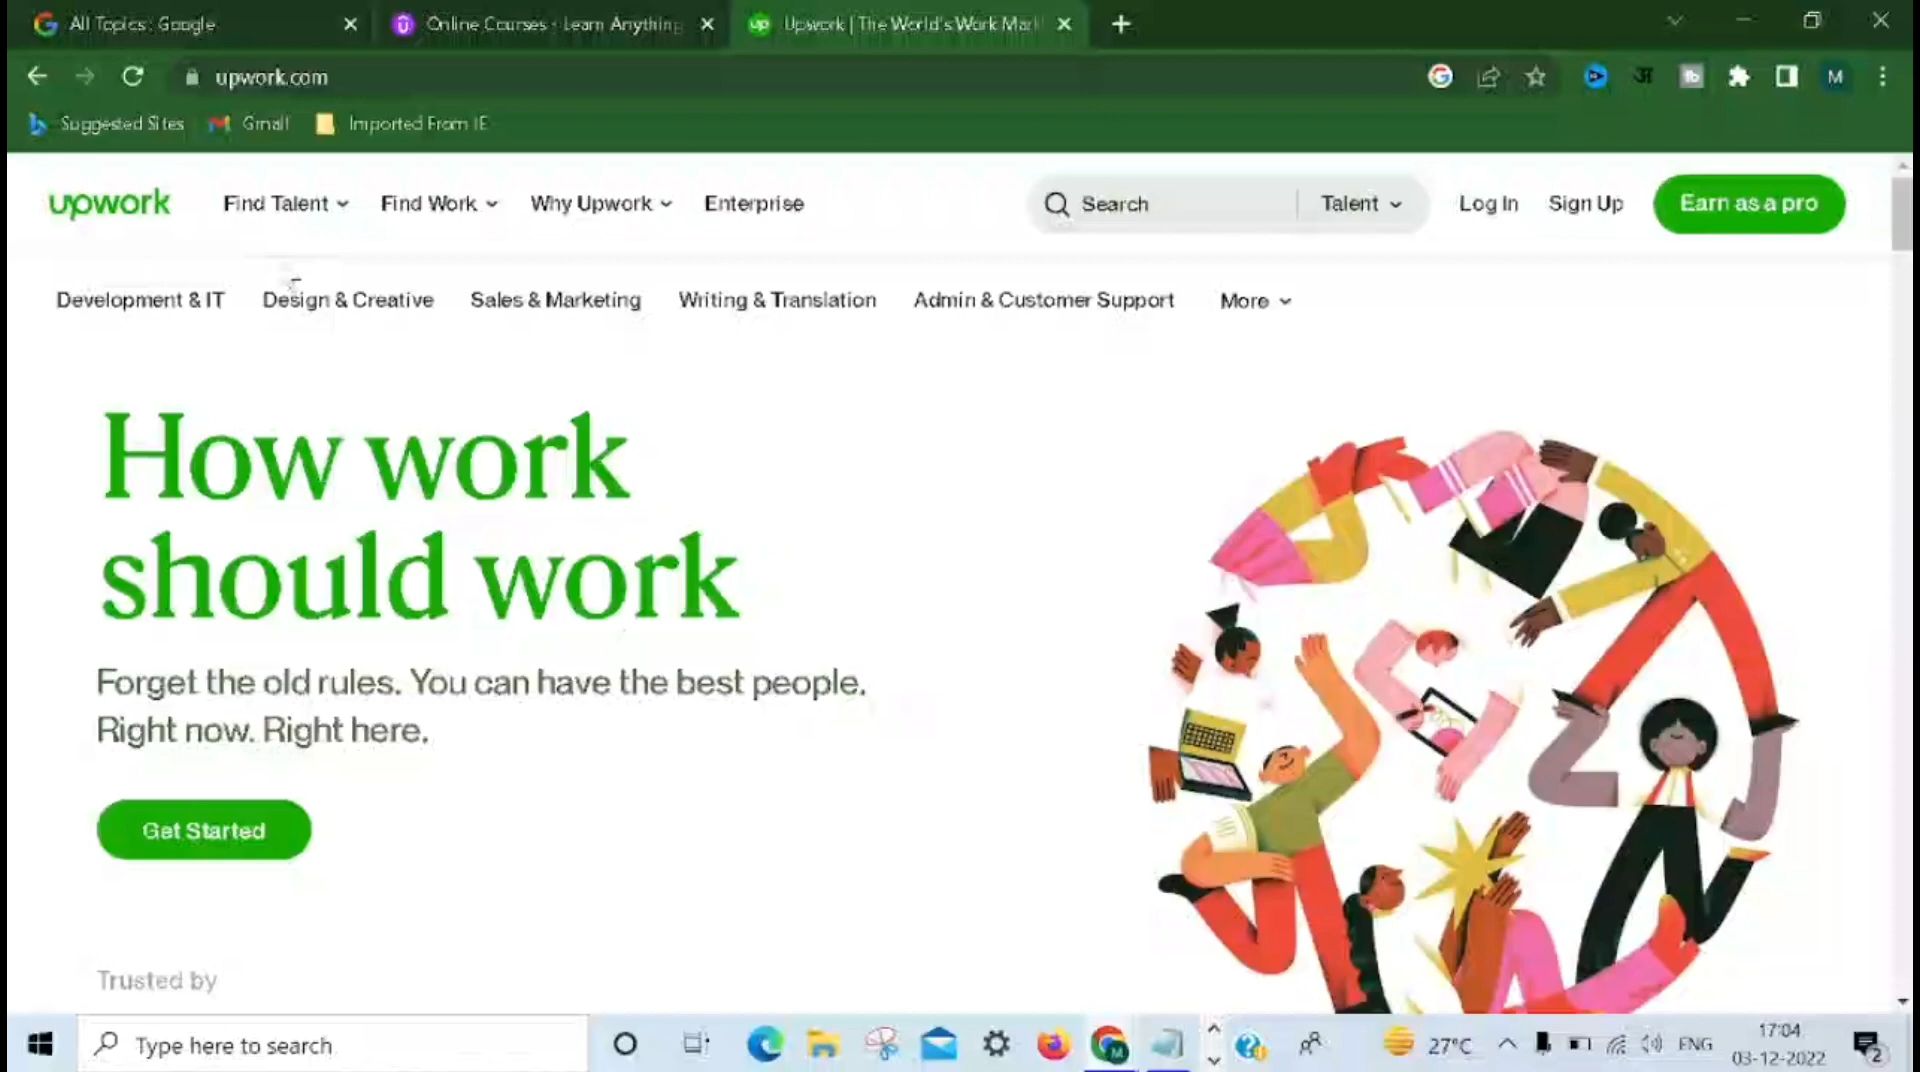 All Topics : Google
Online Courses - Learn Anything
up
Upwork | The World's Work Mark
upwork.com
M
Suggested Sites
Gmail
Imported From IE
upwork
Find Talent
Find Work
Why Upwork
Enterprise
Search
Talent
Log In
Sign Up
Earn as a pro
Development & IT
Design & Creative
Sales & Marketing
Writing & Translation
Admin & Customer Support
More
How work
should work
Forget the old rules. You can have the best people.
Right now. Right here.
Get Started
Trusted by
Type here to search
M
27°C
ENG
17:04
03-12-2022
2